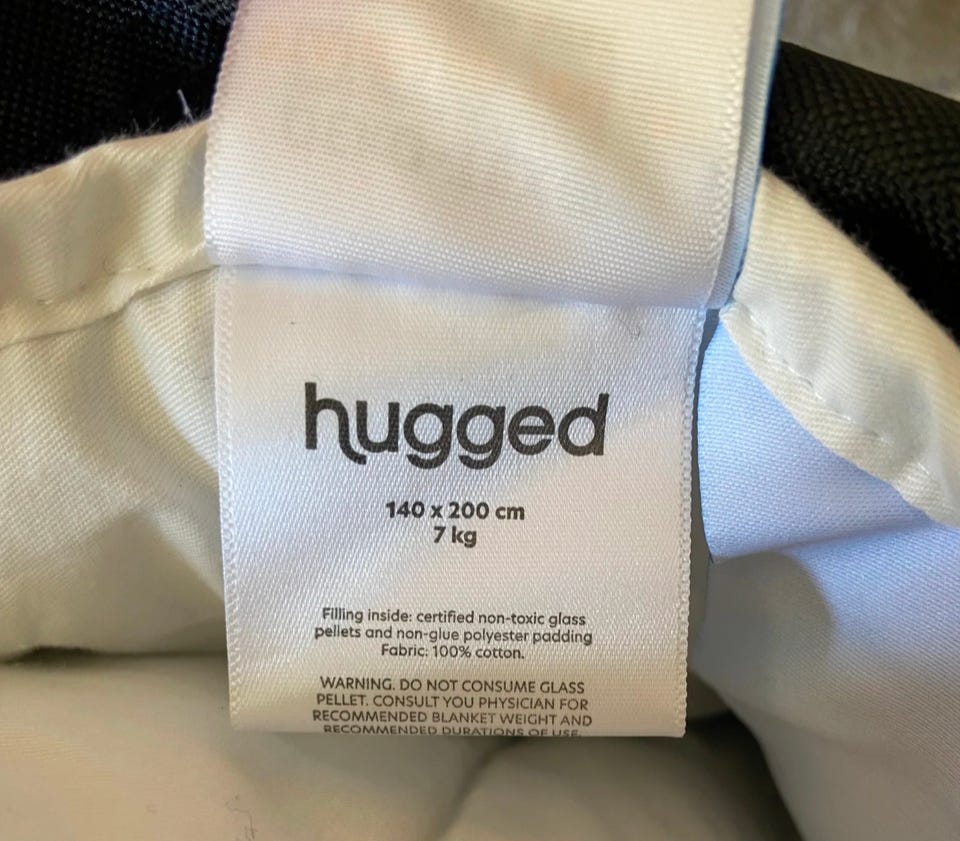 hugged
140 x 200 cm
7 kg
Filling inside: certified non-toxic glass
pellets and non-glue polyester padding
Fabric: 100% cotton.
WARNING. DO NOT CONSUME GLASS
PELLET. CONSULT YOU PHYSICIAN FOR
RECOMMENDED BLANKET WEIGHT AND
RECOMMENDED DURATIONS OF USE.